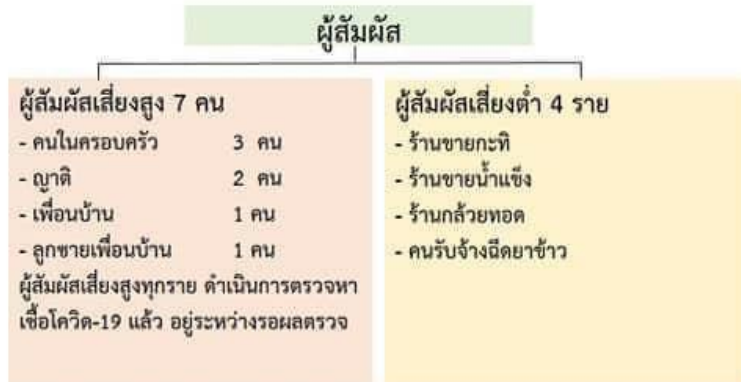 ผู้สัมผัส
ผู้สัมผัสเสี่ยงสูง 7 คน
- คนในครอบครัว 3 คน
- ญาติ 2 คน
- เพื่อนบ้าน 1 คน
- ลูกชายเพื่อนบ้าน 1 คน
ผู้สัมผัสเสี่ยงสูงทุกราย ดำเนินการตรวจหา
เชื้อโควิด-19 แล้ว อยู่ระหว่างรอผลตรวจ
ผู้สัมผัสเสี่ยงต่ำ 4 ราย
- ร้านขายกะทิ
- ร้านขายน้ำแข็ง
- ร้านกล้วยทอด
- คนรับจ้างฉีดยาข้าว